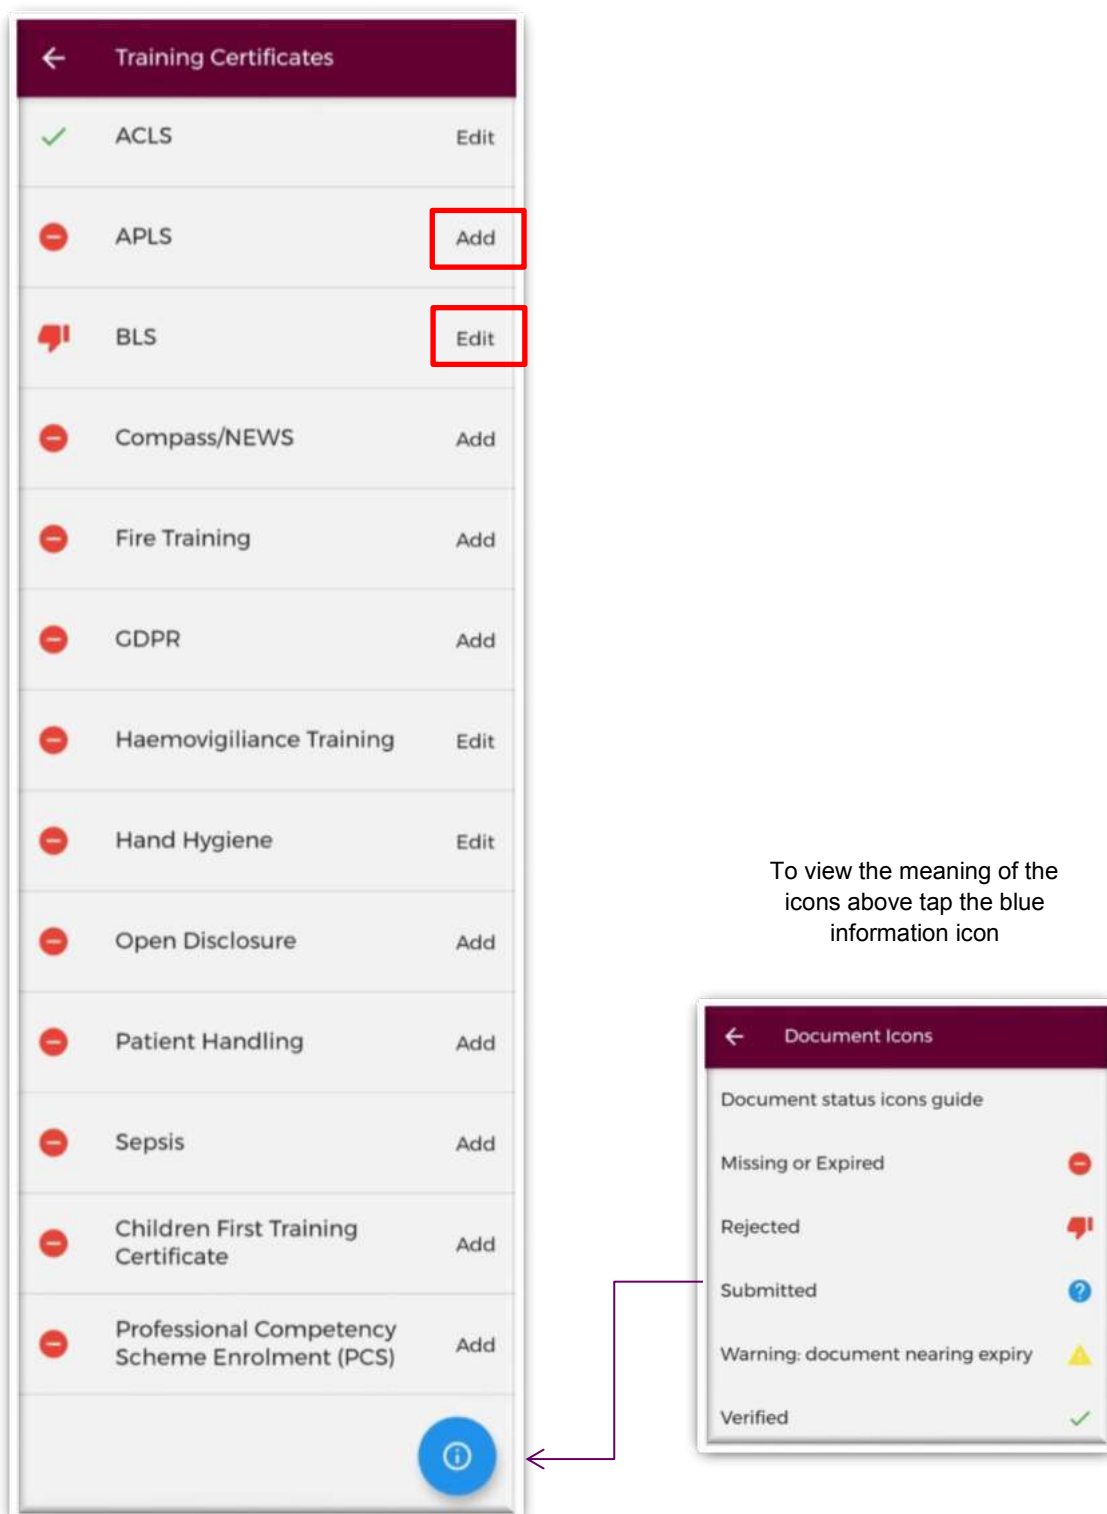 Training Certificates
ACLS Edit
APLS Add
BLS Edit
Compass/NEWS Add
Fire Training Add
GDPR Add
Haemovigiliance Training Edit
Hand Hygiene Edit
Open Disclosure Add
Patient Handling Add
Sepsis Add
Children First Training
Certificate Add
Professional Competency
Scheme Enrolment (PCS) Add
To view the meaning of the
icons above tap the blue
information icon
Document Icons
Document status icons guide
Missing or Expired
Rejected
Submitted
Warning: document nearing expiry
Verified